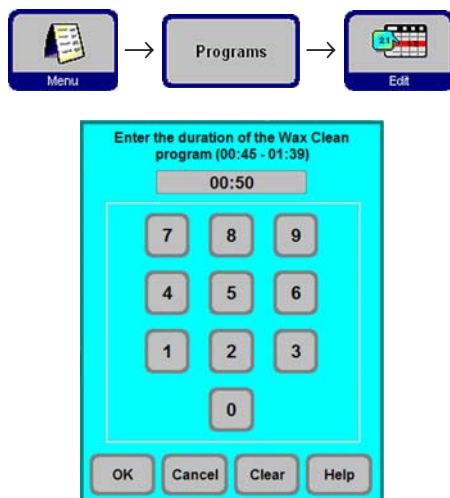 Menu → Programs → Edit
Enter the duration of the Wax Clean
program (00:45 - 01:39)
00:50
7 8 9
4 5 6
1 2 3
0
OK Cancel Clear Help